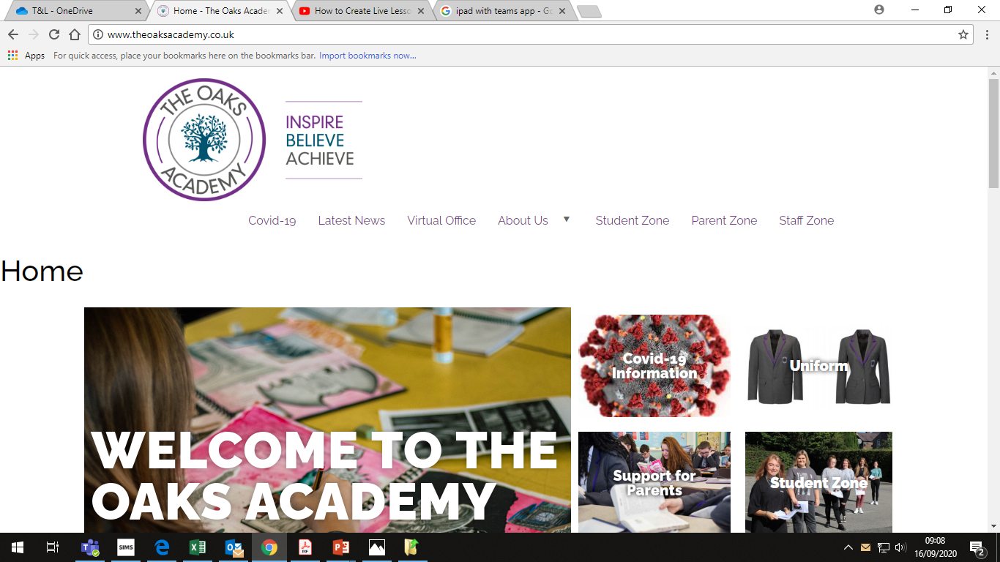 T&L - OneDrive
Home - The Oaks Acade
How to Create Live Less
ipad with teams app - Go
www.theoaksacademy.co.uk
Apps For quick access, place your bookmarks here on the bookmarks bar. Import bookmarks now...
THE OAKS
ACADEMY
INSPIRE
BELIEVE
ACHIEVE
Covid-19 Latest News Virtual Office About Us Student Zone Parent Zone Staff Zone
Home
WELCOME TO THE
OAKS ACADEMY
Covid-19
Information
Uniform
Support for
Parents
Student Zone
SIMS
09:08
16/09/2020
2